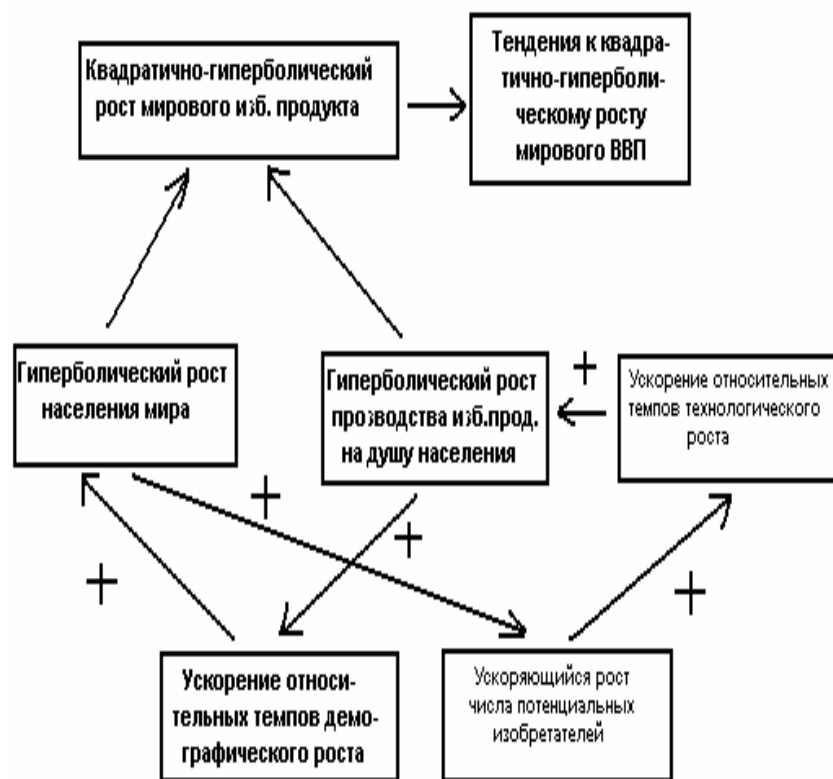 Квадратично-гиперболический
рост мирового изб. продукта
Тендения к квадра-
тично-гиперболи-
ческому росту
мирового ВВП
Гиперболический рост
населения мира
Гиперболический рост
прозводства изб.прод.
на душу населения
Ускорение относительных
темпов технологического
роста
+
+
+
+
+
Ускорение относи-
тельных темпов демо-
графического роста
Ускоряющийся рост
числа потенциальных
изобретателей